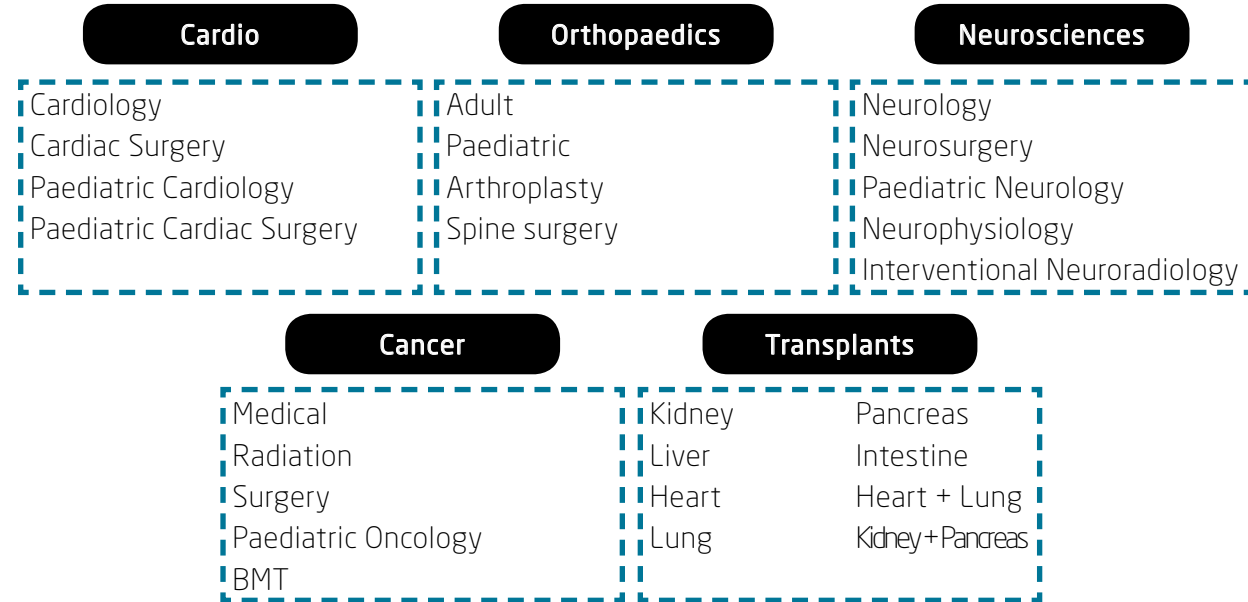 Cardio
Cardiology
Cardiac Surgery
Paediatric Cardiology
Paediatric Cardiac Surgery
Orthopaedics
Adult
Paediatric
Arthroplasty
Spine surgery
Neurosciences
Neurology
Neurosurgery
Paediatric Neurology
Neurophysiology
Interventional Neuroradiology
Cancer
Medical
Radiation
Surgery
Paediatric Oncology
BMT
Transplants
Kidney
Liver
Heart
Lung
Pancreas
Intestine
Heart + Lung
Kidney + Pancreas